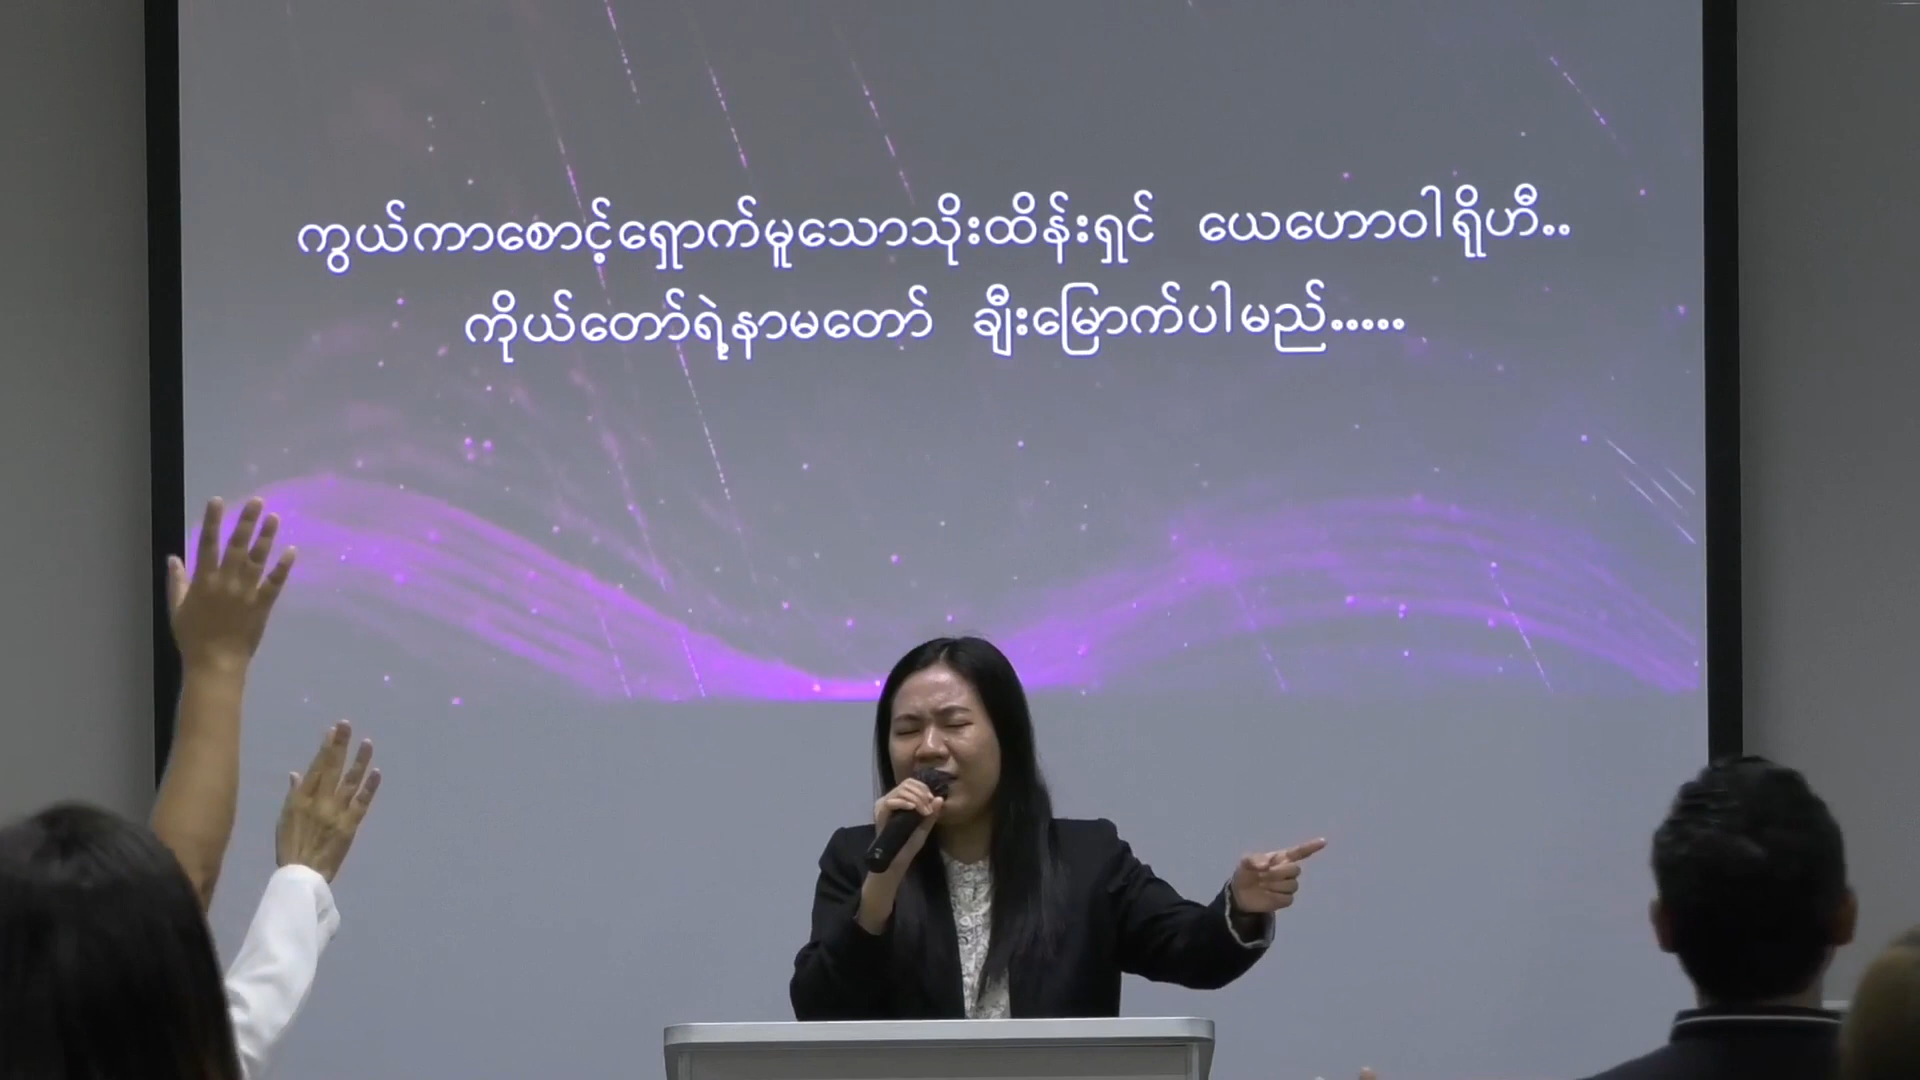 ကွယ်ကာစောင့်ရှောက်မူသောသိုးထိန်းရှင် ယေဟောဝါရိုဟီ..
ကိုယ်တော်ရဲ့နာမတော် ချီးမြှောက်ပါမည်.....